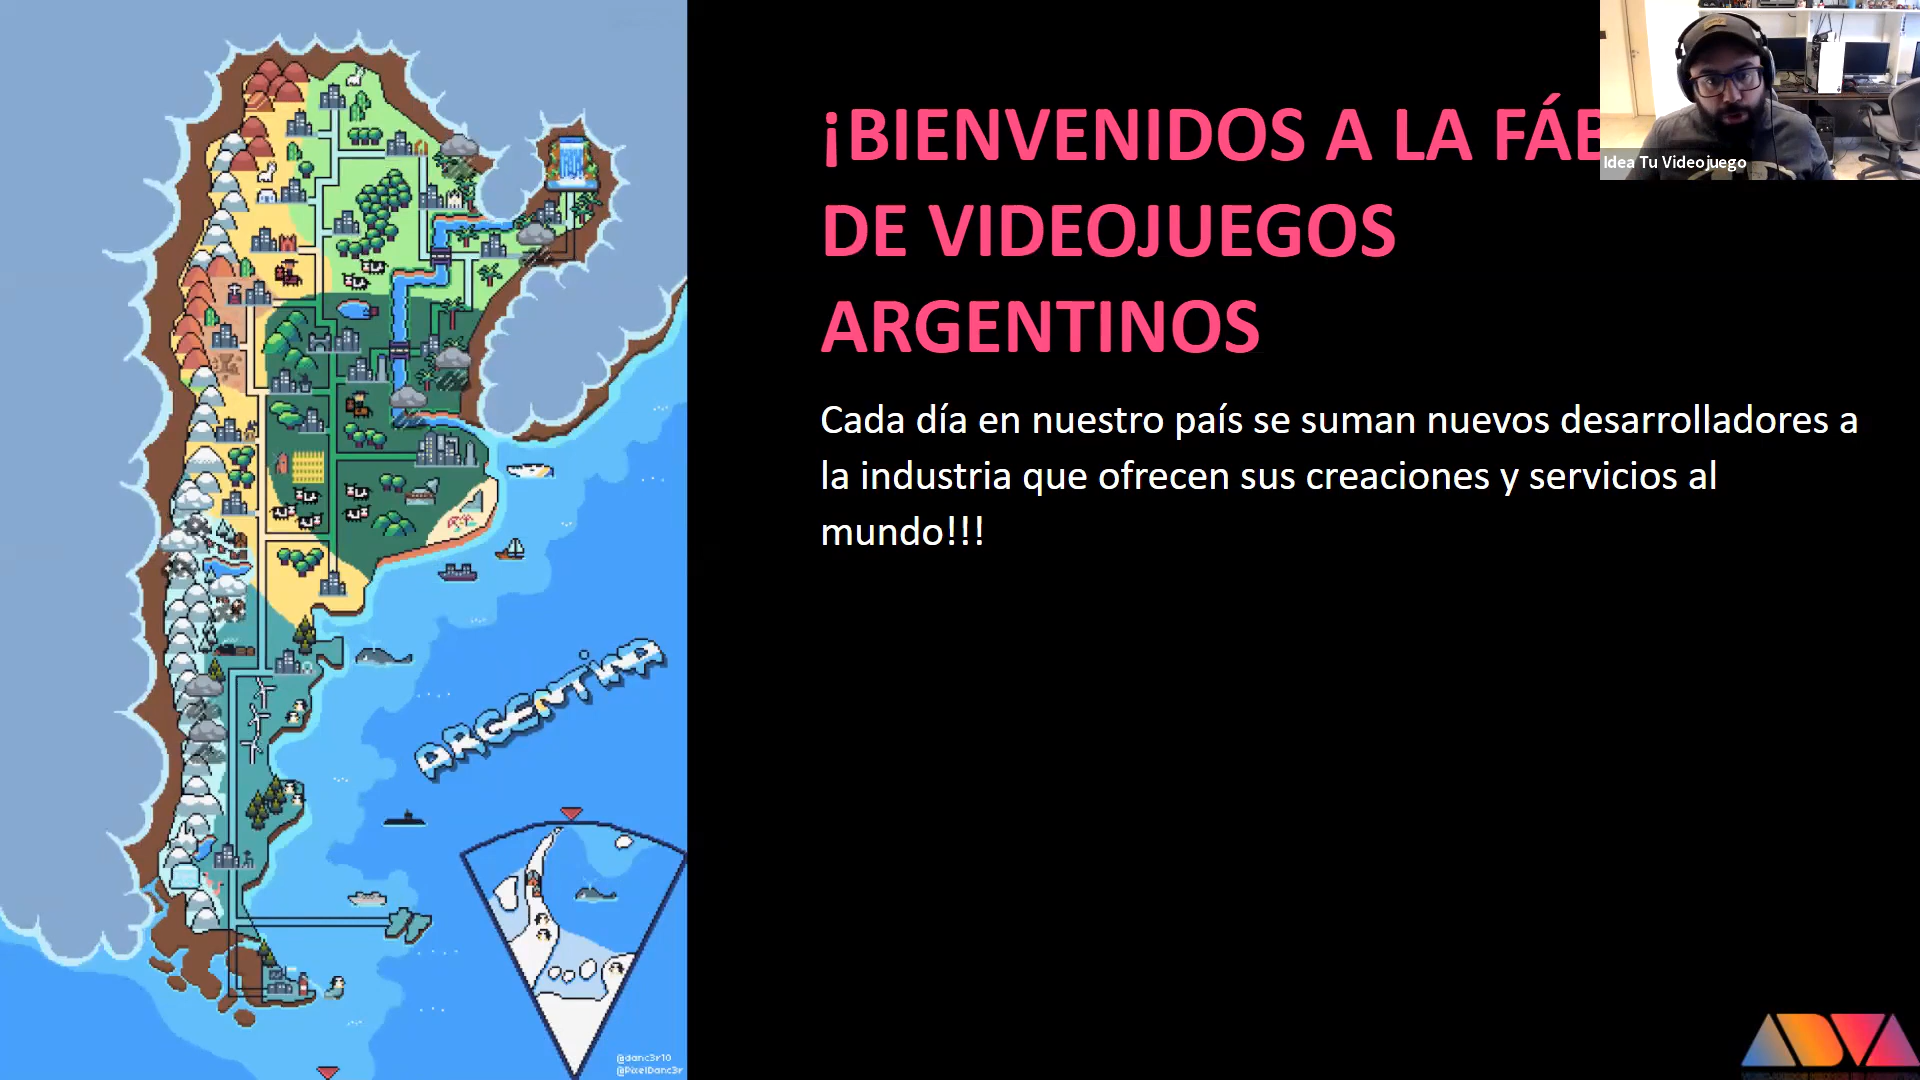 ¡BIENVENIDOS A LA FÁB
DE VIDEOJUEGOS
ARGENTINOS
Idea Tu Videojuego
Cada día en nuestro país se suman nuevos desarrolladores a
la industria que ofrecen sus creaciones y servicios al
mundo!!!
ARGENTINA
@danc3r10
@PixelDanc3r
ADVA